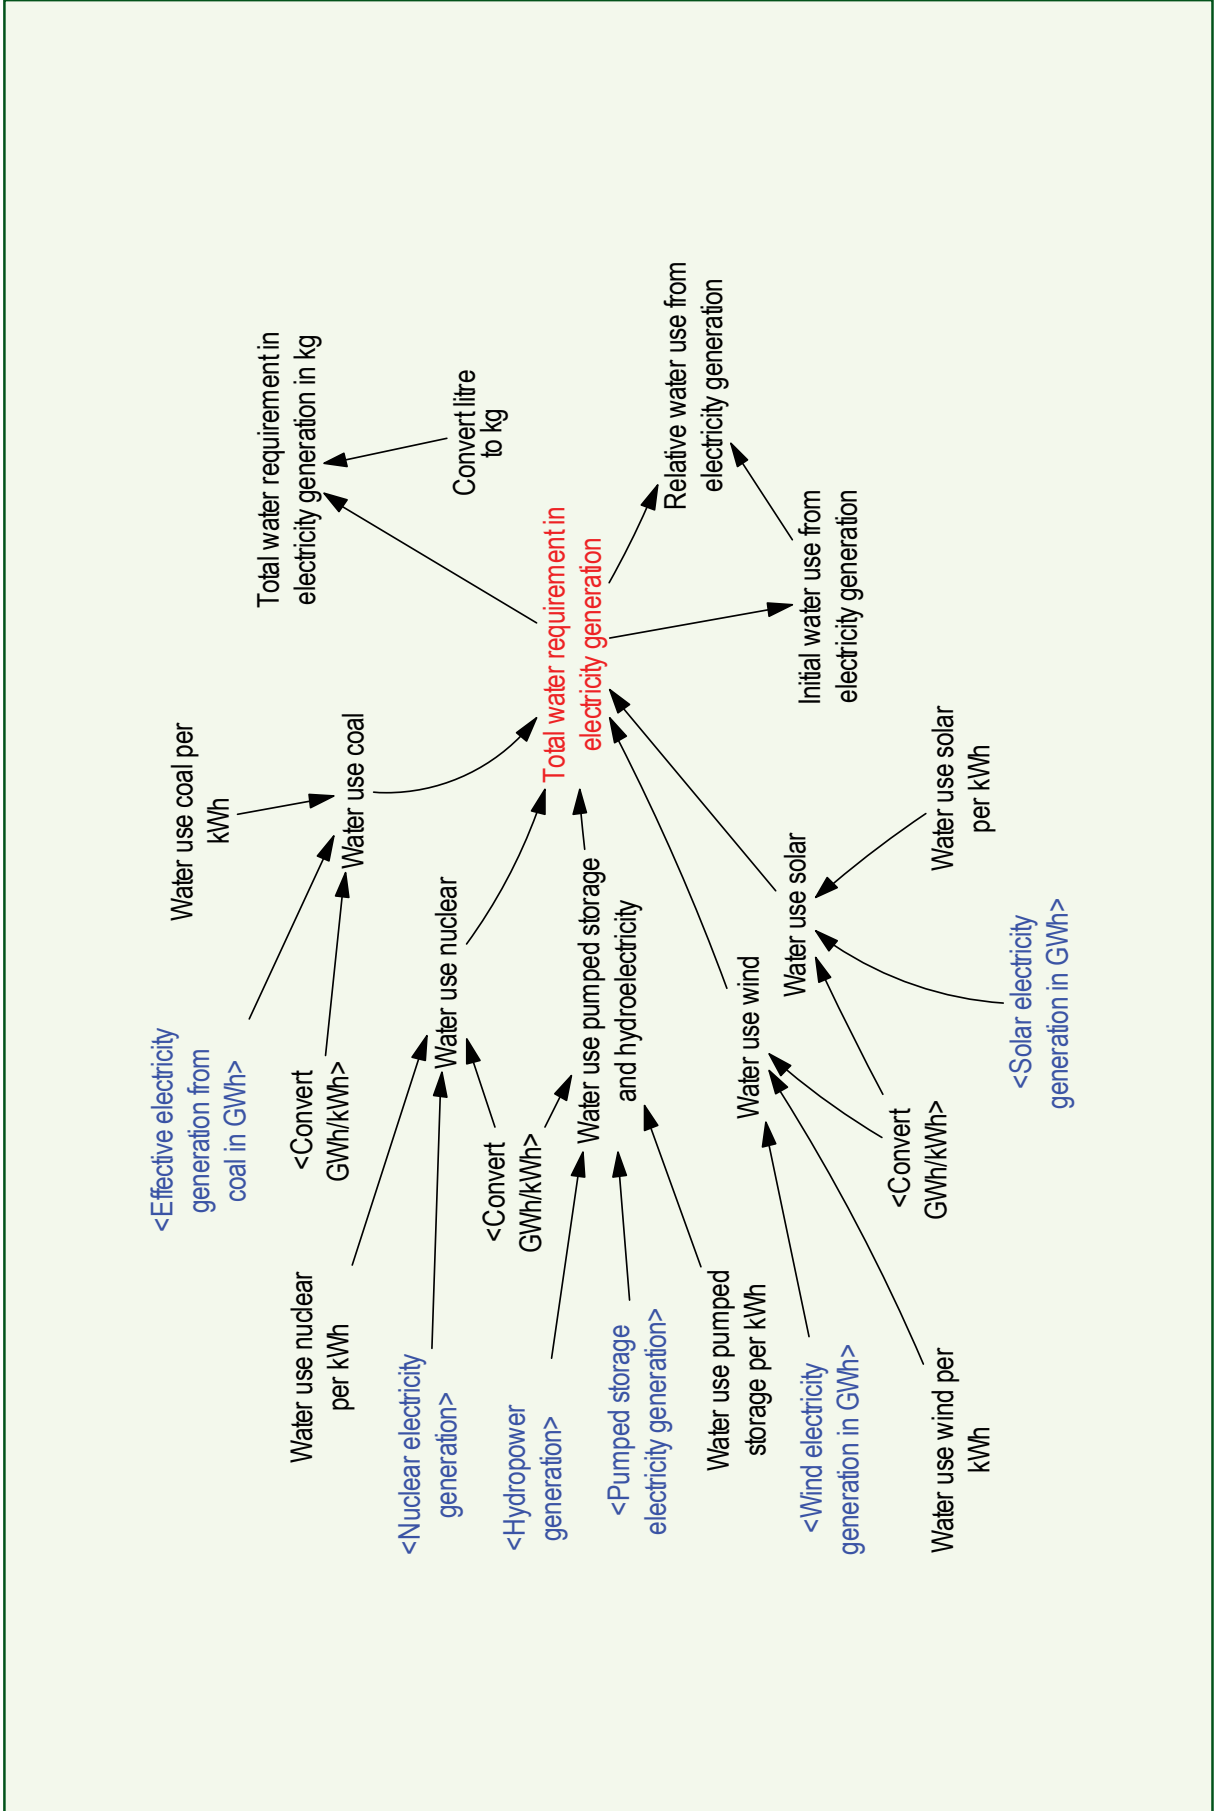 Water use coal per
kWh
<Effective electricity
generation from
coal in GWh>
<Convert
GWh/kWh>
Water use coal
Total water requirement in
electricity generation in kg
Convert litre
to kg
Water use nuclear
per kWh
<Nuclear electricity
generation>
<Convert
GWh/kWh>
Water use nuclear
Total water requirement in
electricity generation
<Hydropower
generation>
<Pumped storage
electricity generation>
Water use pumped
storage per kWh
Water use pumped storage
and hydroelectricity
Relative water use from
electricity generation
Initial water use from
electricity generation
<Wind electricity
generation in GWh>
Water use wind per
kWh
Water use wind
<Convert
GWh/kWh>
Water use solar
Water use solar
per kWh
<Solar electricity
generation in GWh>